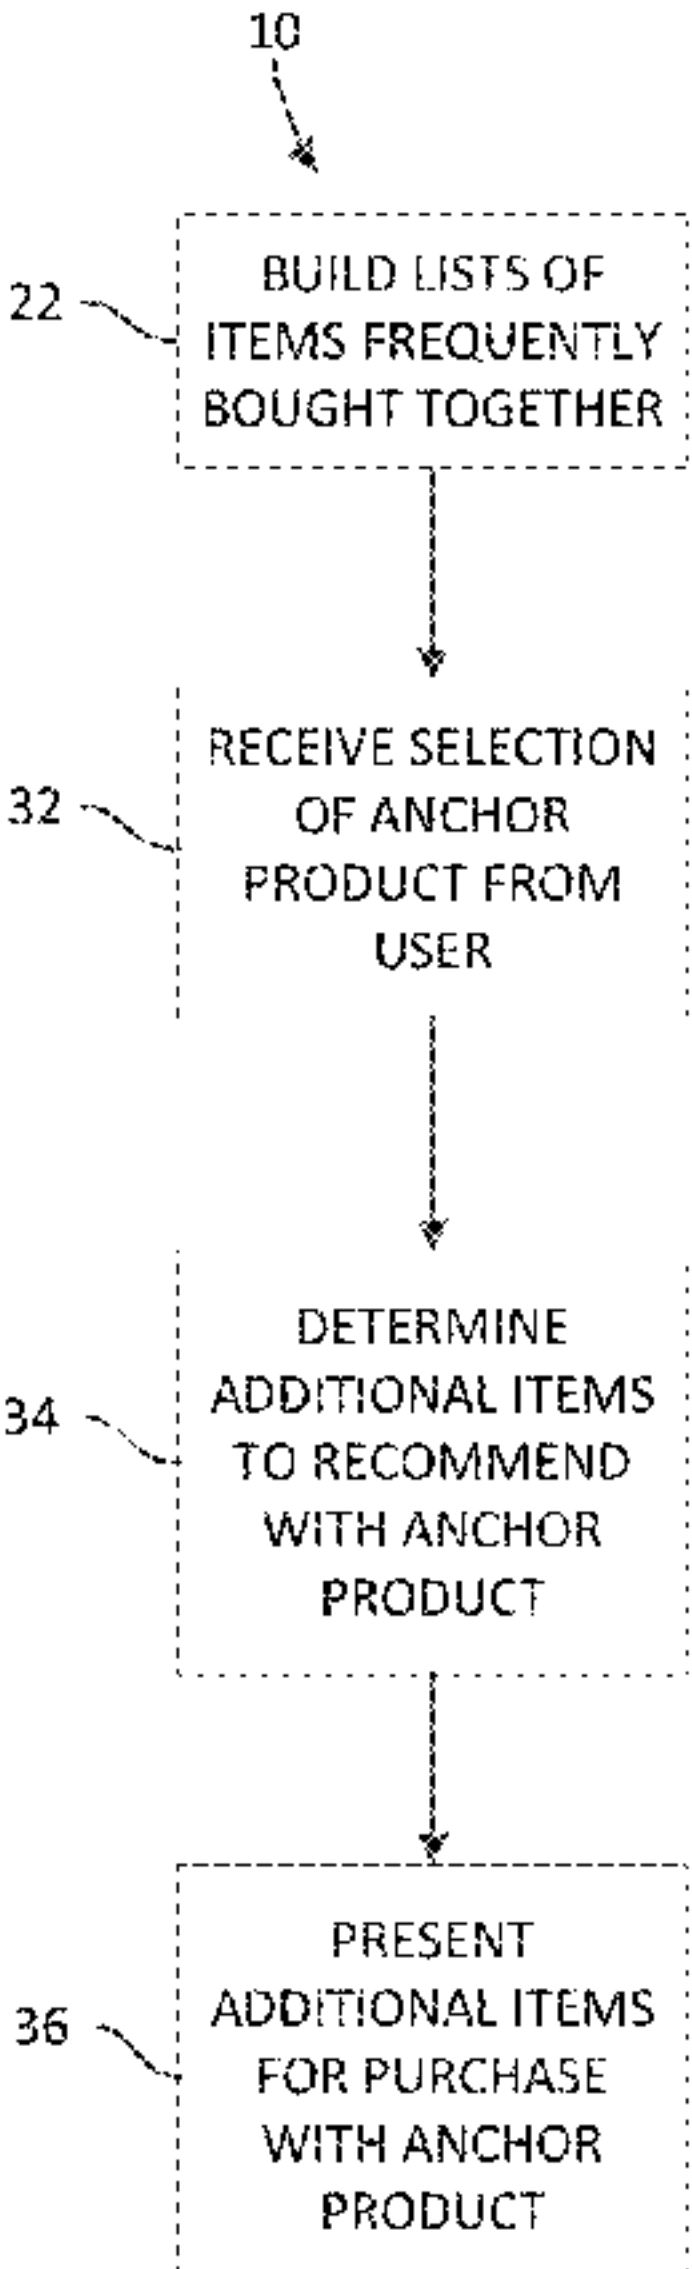 10
22
BUILD LISTS OF
ITEMS FREQUENTLY
BOUGHT TOGETHER
32
RECEIVE SELECTION
OF ANCHOR
PRODUCT FROM
USER
34
DETERMINE
ADDITIONAL ITEMS
TO RECOMMEND
WITH ANCHOR
PRODUCT
36
PRESENT
ADDITIONAL ITEMS
FOR PURCHASE
WITH ANCHOR
PRODUCT